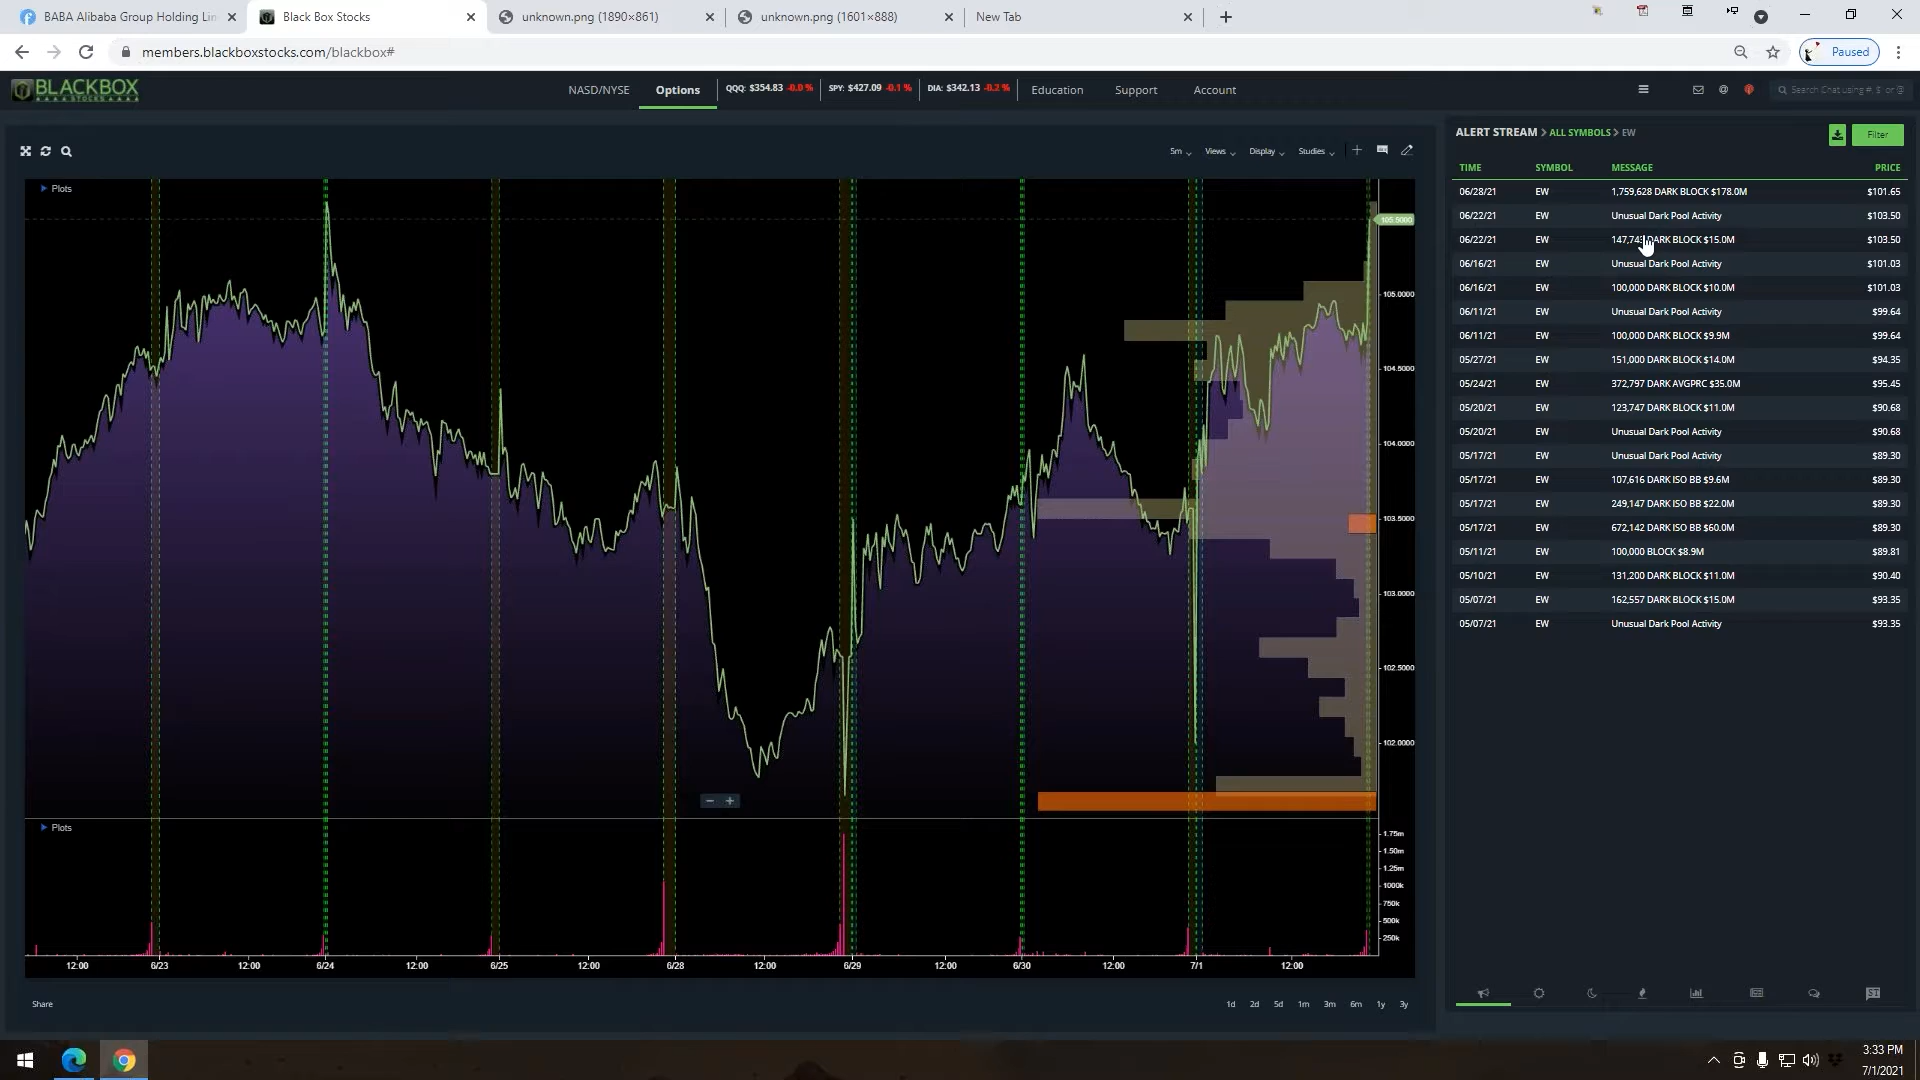 BABA Alibaba Group Holding Lin
Black Box Stocks
unknown.png (1890×861)
unknown.png (1601×888)
New Tab
members.blackboxstocks.com/blackbox#
Paused
BLACKBOX
STOCKS
NASD/NYSE
Options
QQQ: $354.83 -0.0 %
SPY: $427.09 -0.1 %
DIA: $342.13 -0.2 %
Education
Support
Account
Search Chat using #, $ or @
ALERT STREAM > ALL SYMBOLS > EW
Filter
5m
Views
Display
Studies
TIME SYMBOL MESSAGE PRICE
06/28/21 EW 1,759,628 DARK BLOCK $178.0M $101.65
06/22/21 EW Unusual Dark Pool Activity $103.50
06/22/21 EW 147,743 DARK BLOCK $15.0M $103.50
06/16/21 EW Unusual Dark Pool Activity $101.03
06/16/21 EW 100,000 DARK BLOCK $10.0M $101.03
06/11/21 EW Unusual Dark Pool Activity $99.64
06/11/21 EW 100,000 DARK BLOCK $9.9M $99.64
05/27/21 EW 151,000 DARK BLOCK $14.0M $94.35
05/24/21 EW 372,797 DARK AVGPRC $35.0M $95.45
05/20/21 EW 123,747 DARK BLOCK $11.0M $90.68
05/20/21 EW Unusual Dark Pool Activity $90.68
05/17/21 EW Unusual Dark Pool Activity $89.30
05/17/21 EW 107,616 DARK ISO BB $9.6M $89.30
05/17/21 EW 249,147 DARK ISO BB $22.0M $89.30
05/17/21 EW 672,142 DARK ISO BB $60.0M $89.30
05/11/21 EW 100,000 BLOCK $8.9M $89.81
05/10/21 EW 131,200 DARK BLOCK $11.0M $90.40
05/07/21 EW 162,557 DARK BLOCK $15.0M $93.35
05/07/21 EW Unusual Dark Pool Activity $93.35
Plots
105.5000
105.0000
104.5000
104.0000
103.5000
103.0000
102.5000
102.0000
Plots
1.75m
1.50m
1.25m
1000k
750k
500k
250k
12:00 6/23 12:00 6/24 12:00 6/25 12:00 6/28 12:00 6/29 12:00 6/30 12:00 7/1 12:00
Share
1d 2d 5d 1m 3m 6m 1y 3y
3:33 PM
7/1/2021